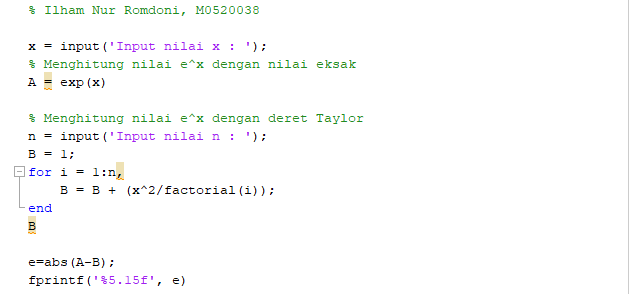 % Ilham Nur Romdoni, M0520038
x = input('Input nilai x : ');
% Menghitung nilai e^x dengan nilai eksak
A = exp(x)
% Menghitung nilai e^x dengan deret Taylor
n = input('Input nilai n : ');
B = 1;
for i = 1:n,
B = B + (x^2/factorial(i));
end
B
e=abs(A-B);
fprintf('%5.15f', e)